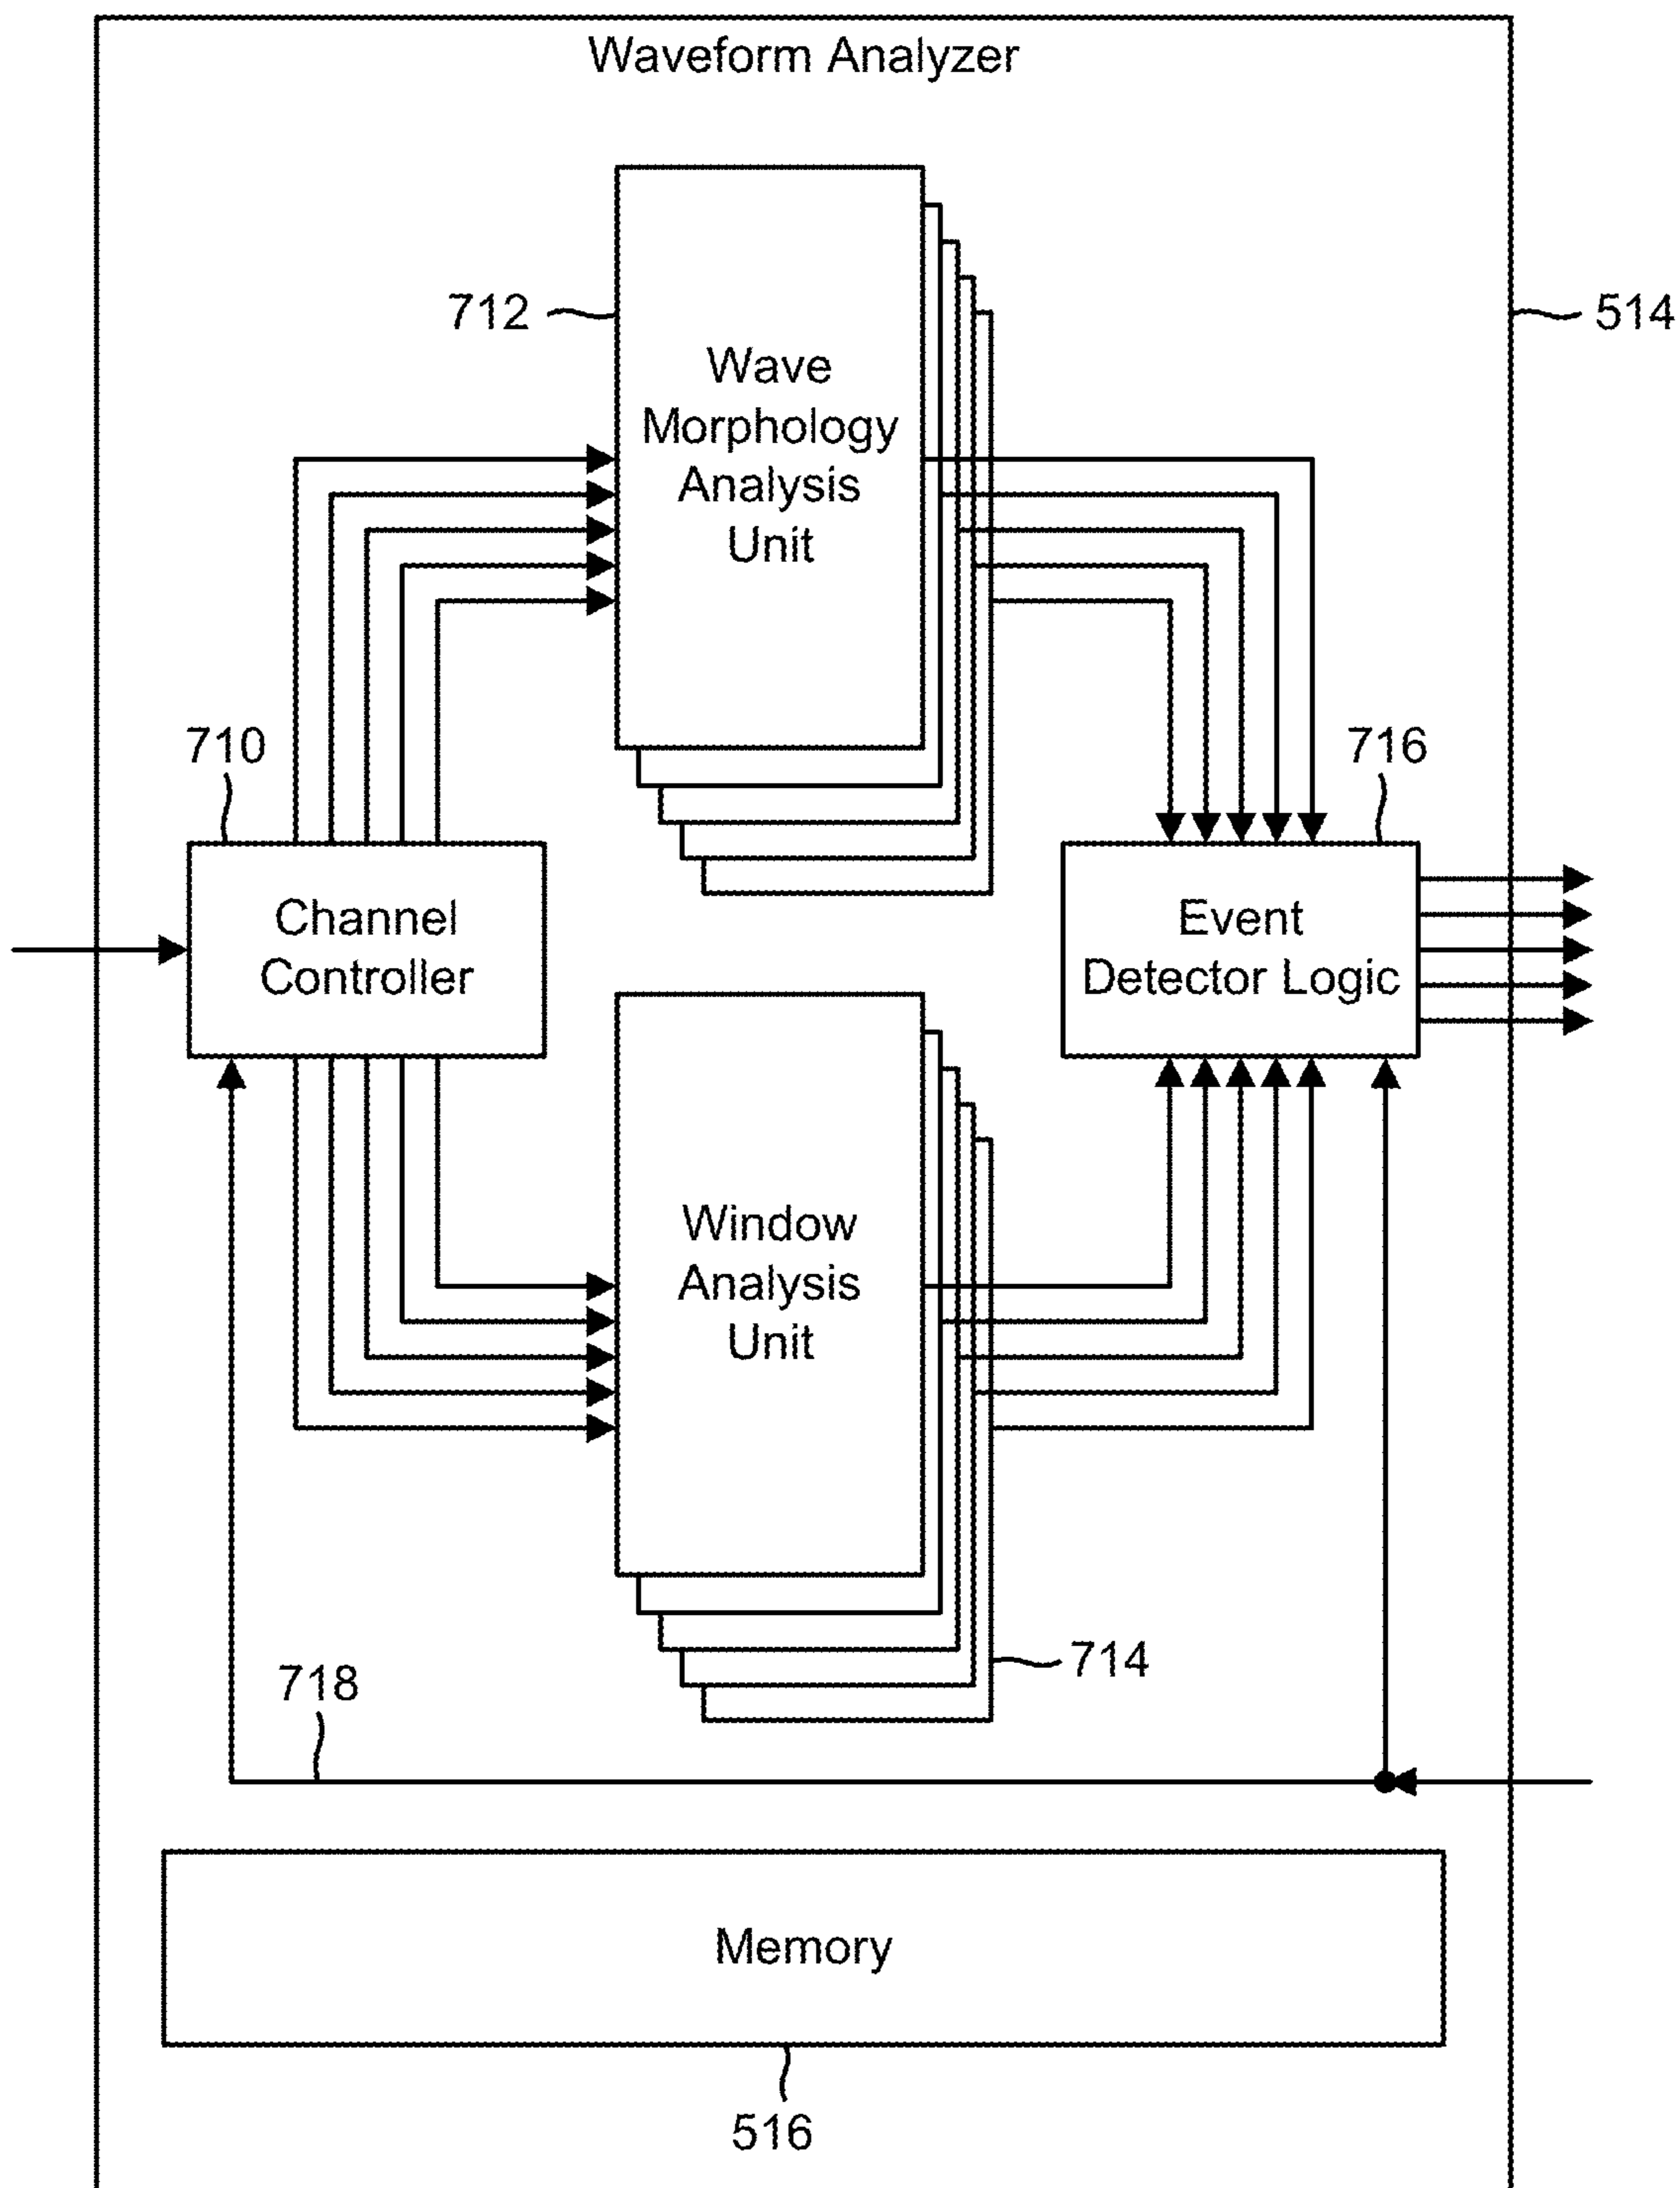 Waveform Analyzer
712
514
Wave
Morphology
Analysis
Unit
710
716
Channel
Controller
Event
Detector Logic
Window
Analysis
Unit
714
718
Memory
516